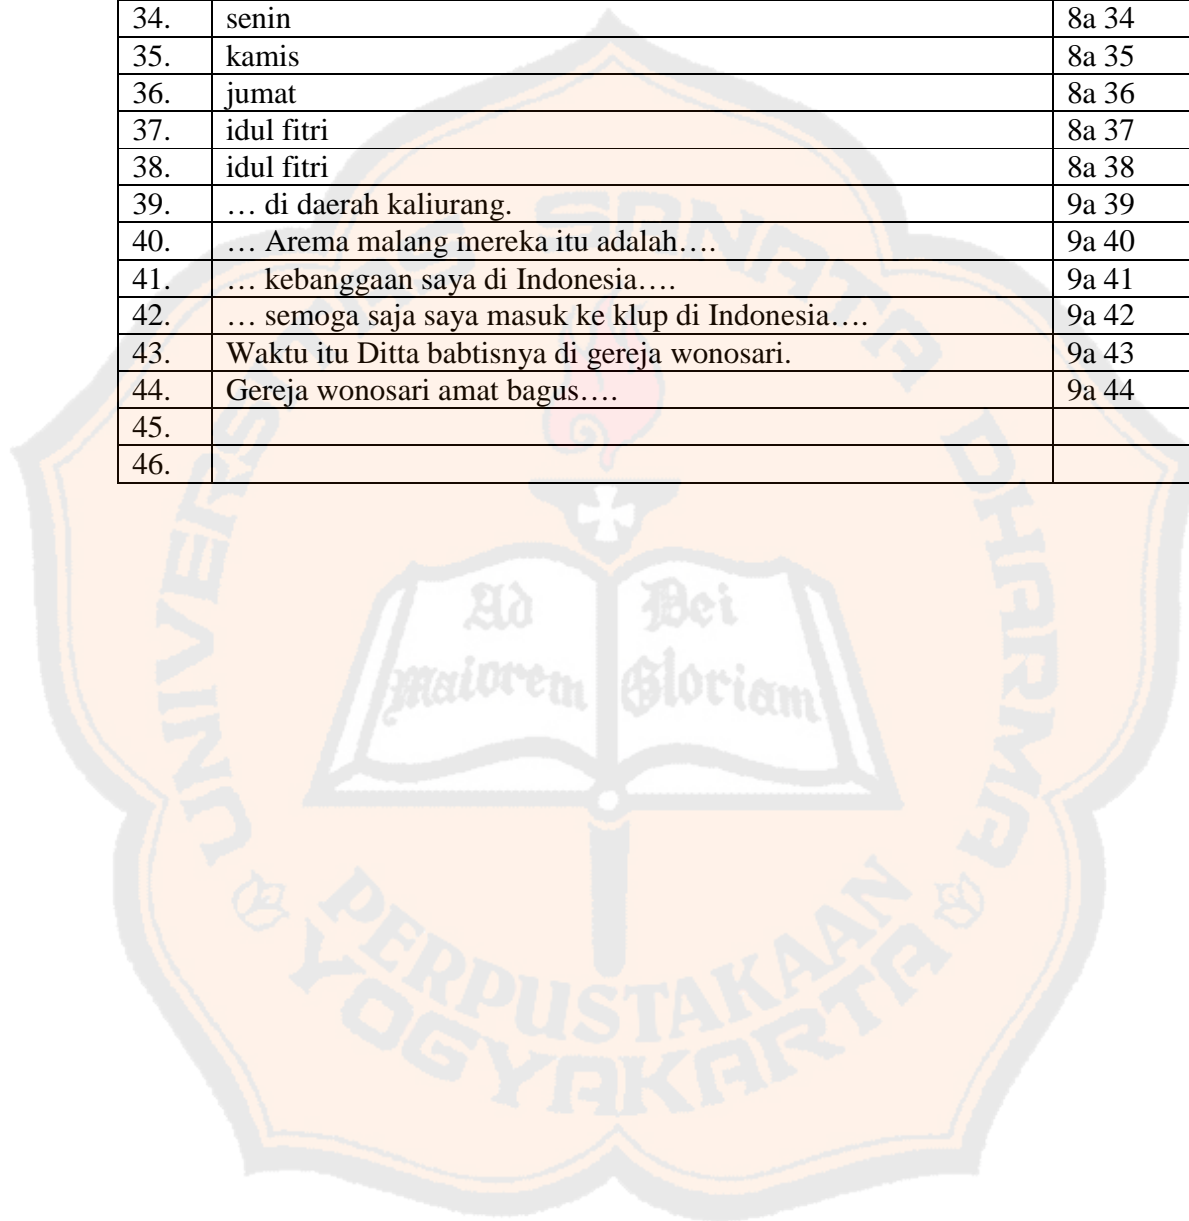 34. senin 8a 34
35. kamis 8a 35
36. jumat 8a 36
37. idul fitri 8a 37
38. idul fitri 8a 38
39. … di daerah kaliurang. 9a 39
40. … Arema malang mereka itu adalah…. 9a 40
41. … kebanggaan saya di Indonesia…. 9a 41
42. … semoga saja saya masuk ke klup di Indonesia…. 9a 42
43. Waktu itu Ditta babtisnya di gereja wonosari. 9a 43
44. Gereja wonosari amat bagus…. 9a 44
45.
46.
UNIVERSITAS SANATA DHARMA
Ad Dei
maiorem Gloriam
PERPUSTAKAAN
YOGYAKARTA